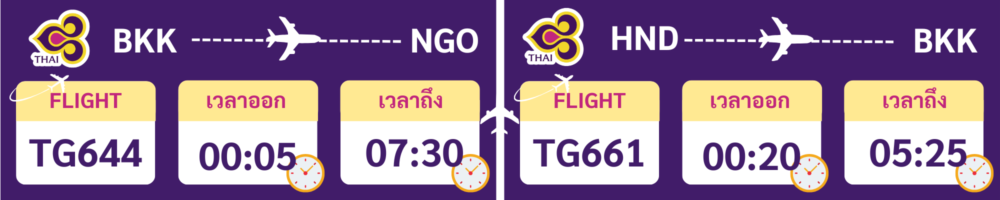 THAI
BKK NGO
FLIGHT เวลาออก เวลาถึง
TG644 00:05 07:30
THAI
HND BKK
FLIGHT เวลาออก เวลาถึง
TG661 00:20 05:25